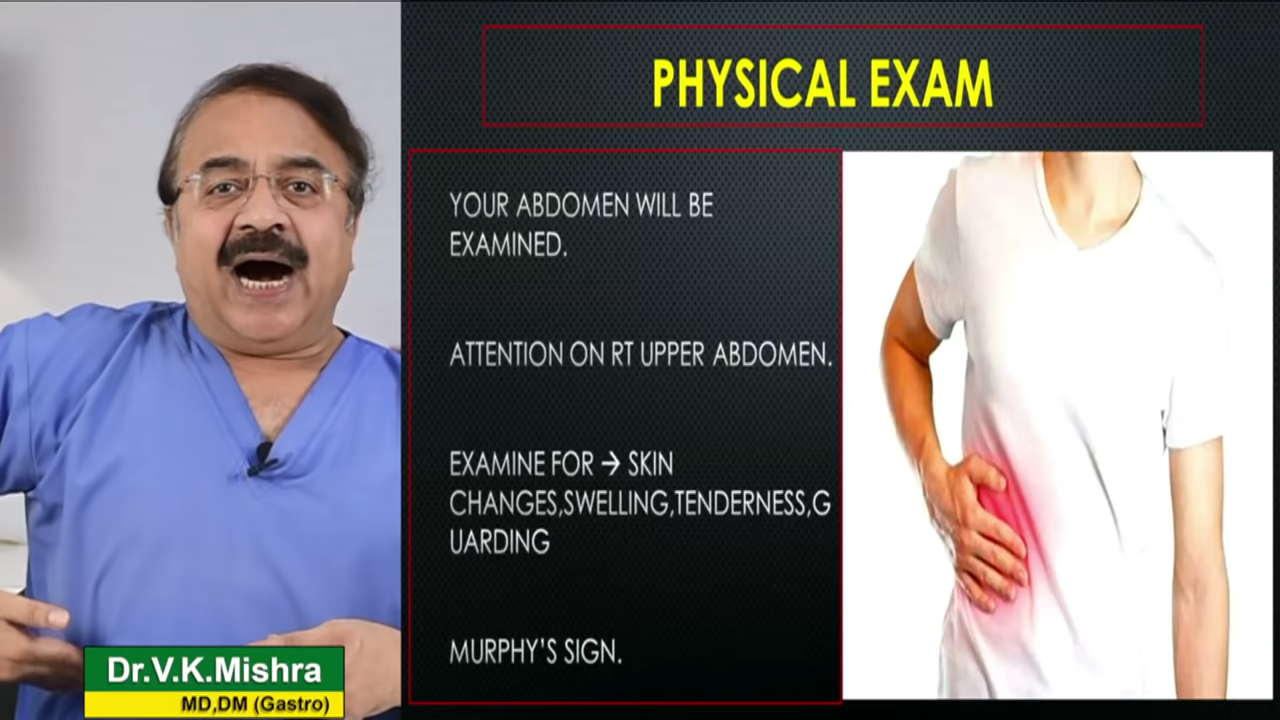 PHYSICAL EXAM
YOUR ABDOMEN WILL BE
EXAMINED.
ATTENTION ON RT UPPER ABDOMEN.
EXAMINE FOR → SKIN
CHANGES,SWELLING,TENDERNESS,G
UARDING
MURPHY'S SIGN.
Dr.V.K.Mishra
MD,DM (Gastro)